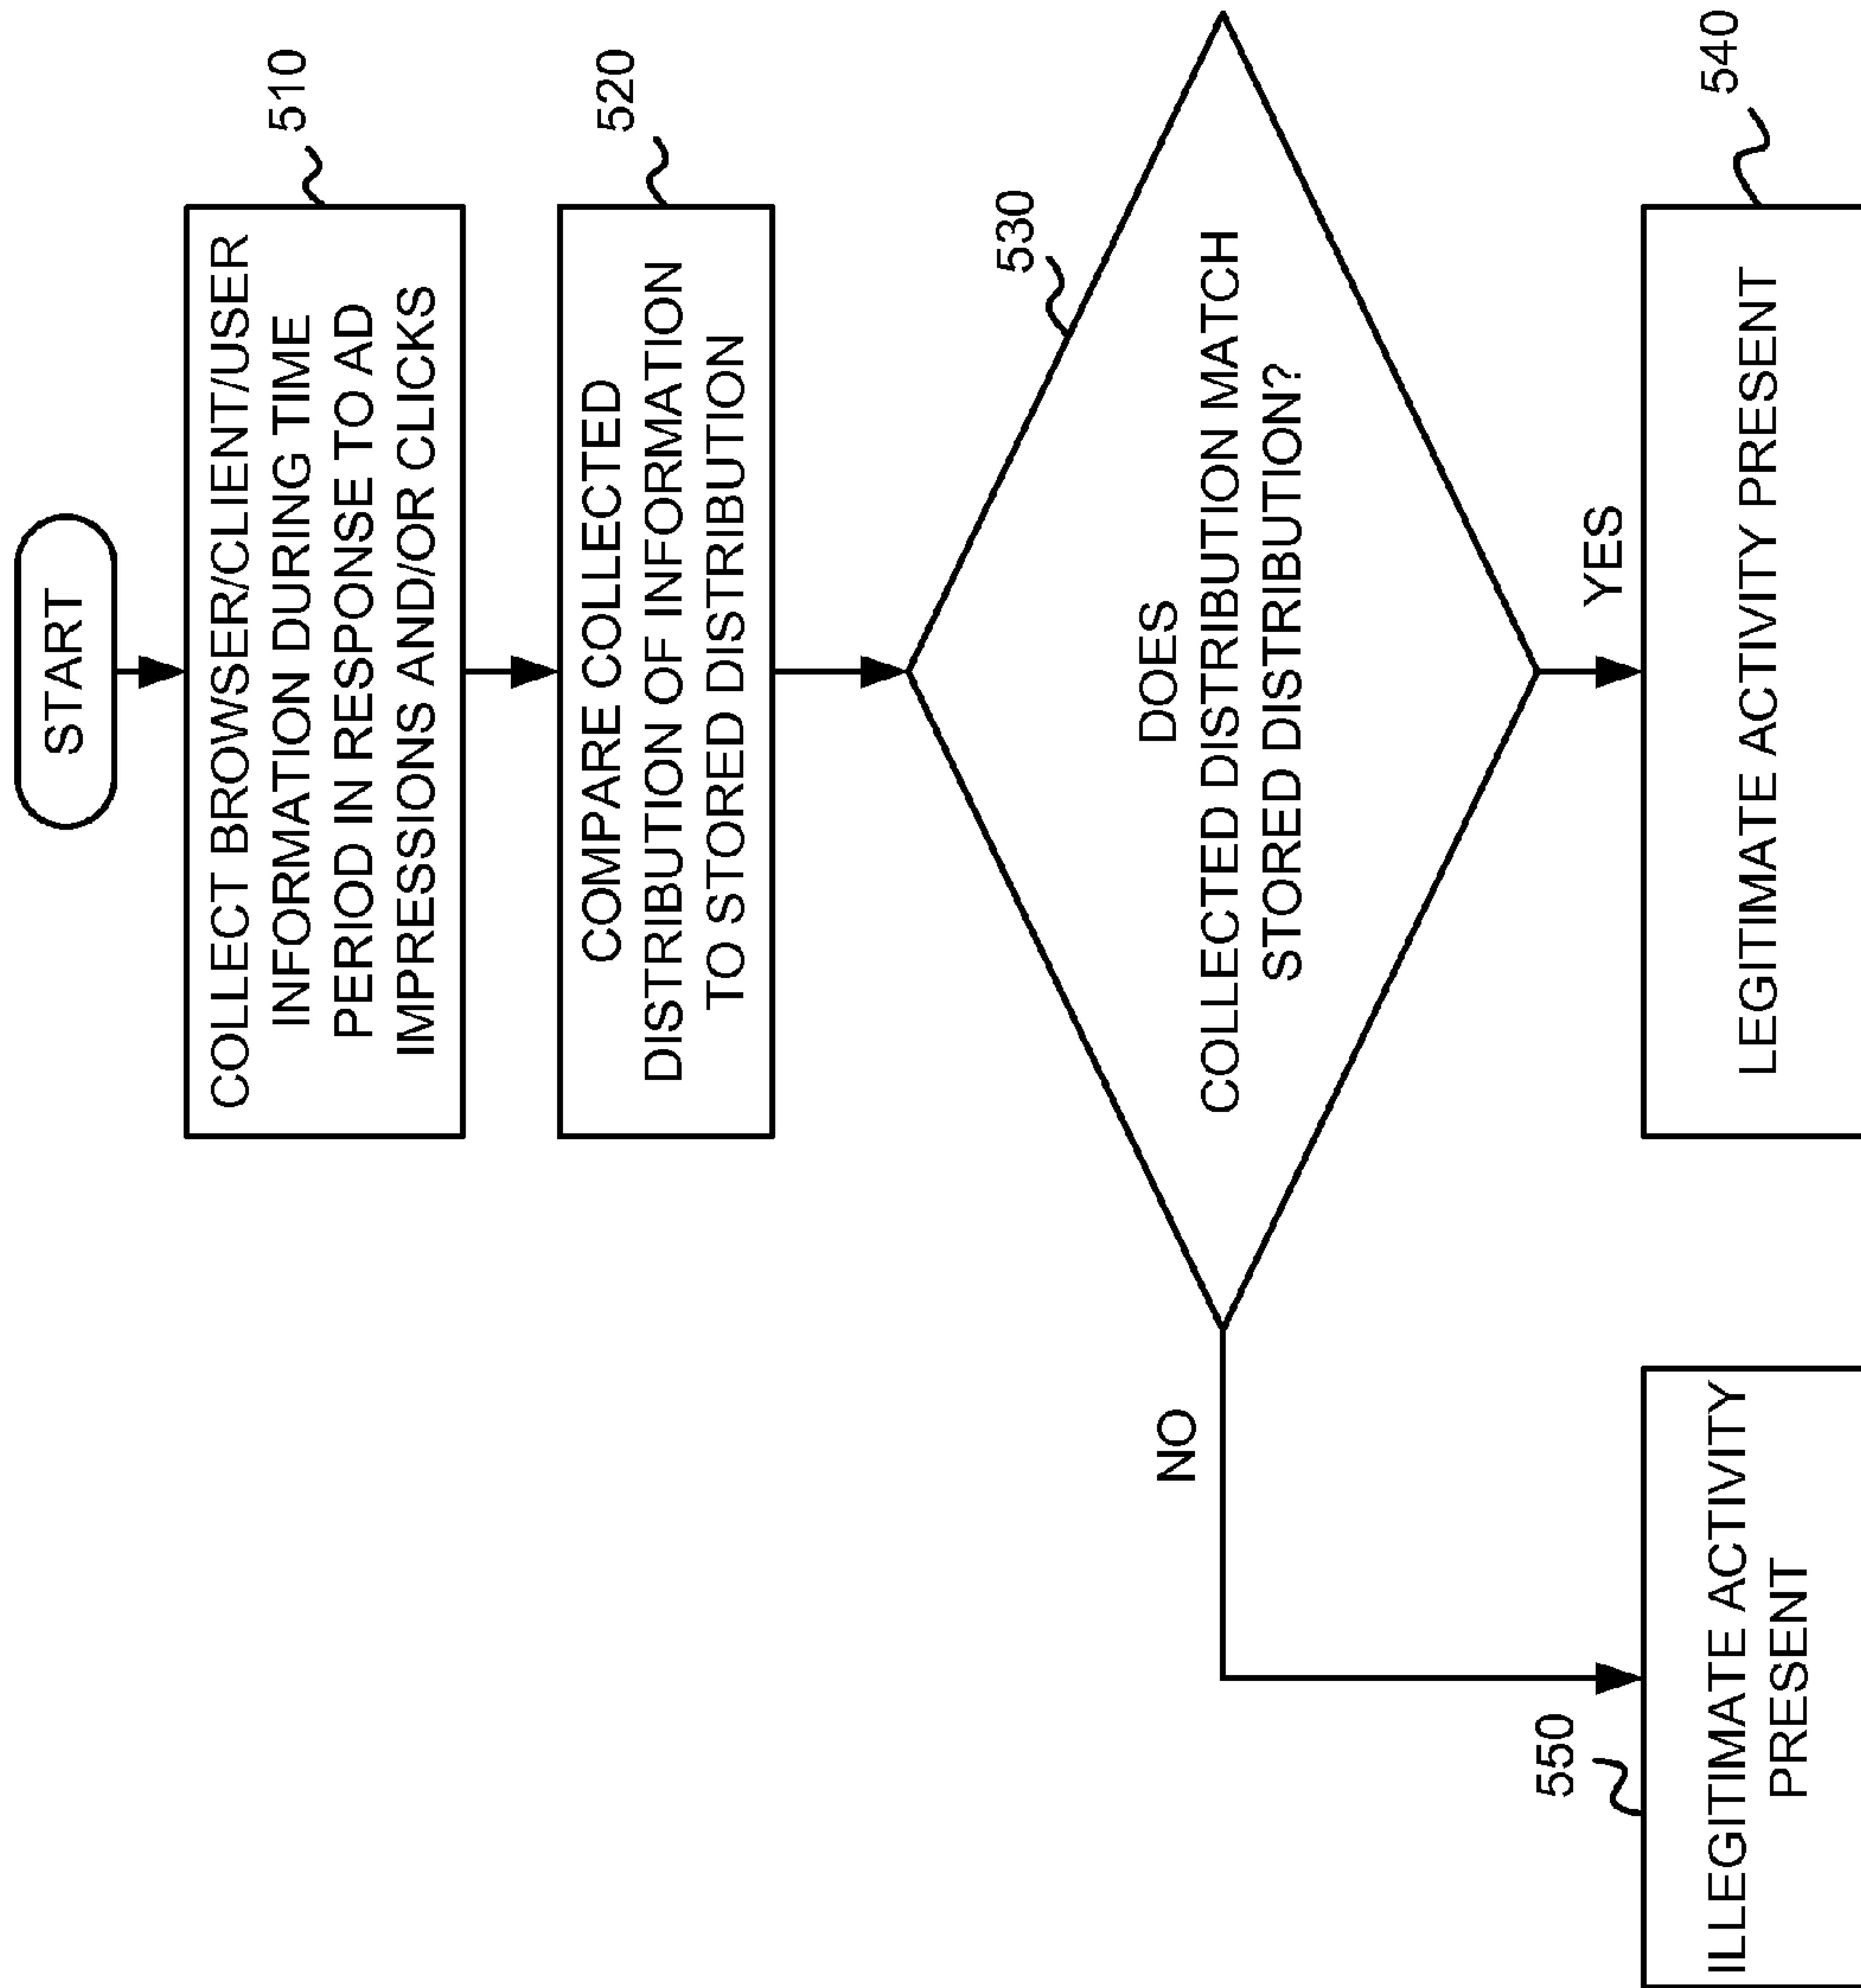 START
510
COLLECT BROWSER/CLIENT/USER
INFORMATION DURING TIME
PERIOD IN RESPONSE TO AD
IMPRESSIONS AND/OR CLICKS
520
COMPARE COLLECTED
DISTRIBUTION OF INFORMATION
TO STORED DISTRIBUTION
530
DOES
COLLECTED DISTRIBUTION MATCH
STORED DISTRIBUTION?
NO
YES
550
ILLEGITIMATE ACTIVITY
PRESENT
540
LEGITIMATE ACTIVITY PRESENT